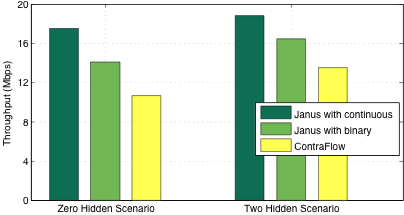 20
16
12
8
4
0
Throughput (Mbps)
Janus with continuous
Janus with binary
ContraFlow
Zero Hidden Scenario
Two Hidden Scenario